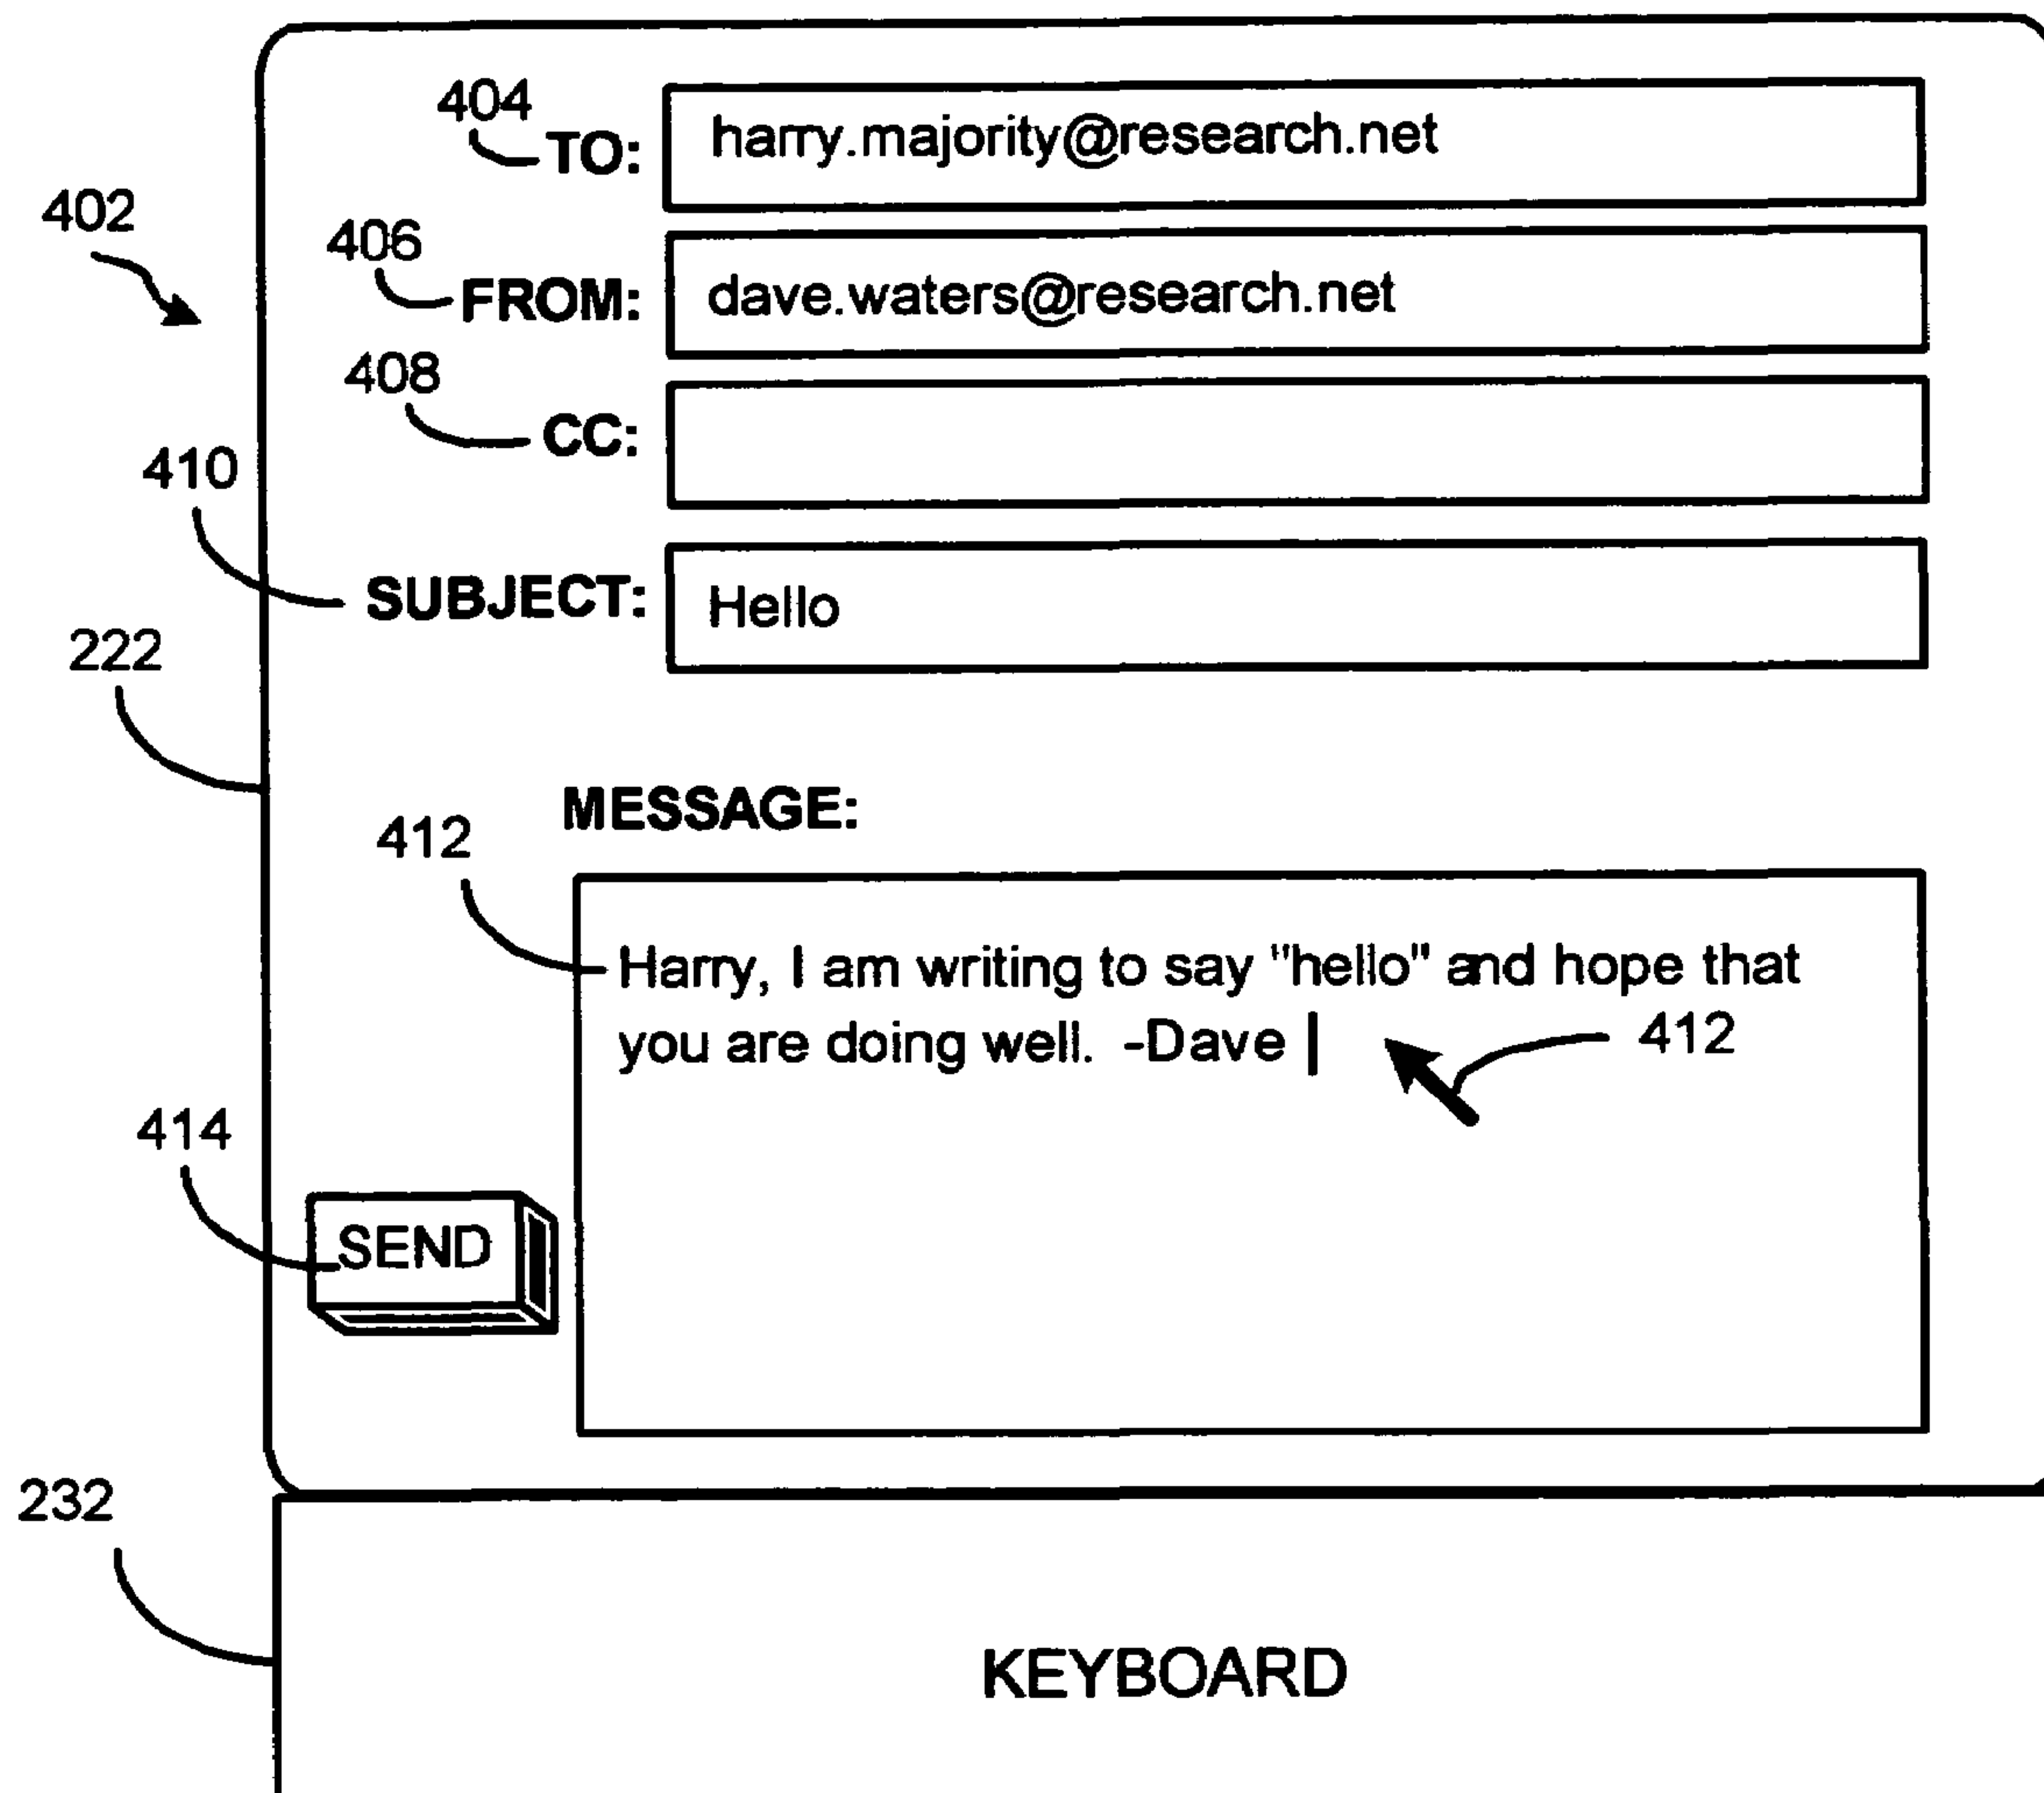 404
TO: harry.majority@research.net
402
406
FROM: dave.waters@research.net
408
CC:
410
SUBJECT: Hello
222
MESSAGE:
412
Harry, I am writing to say "hello" and hope that
you are doing well. -Dave |
412
414
SEND
232
KEYBOARD